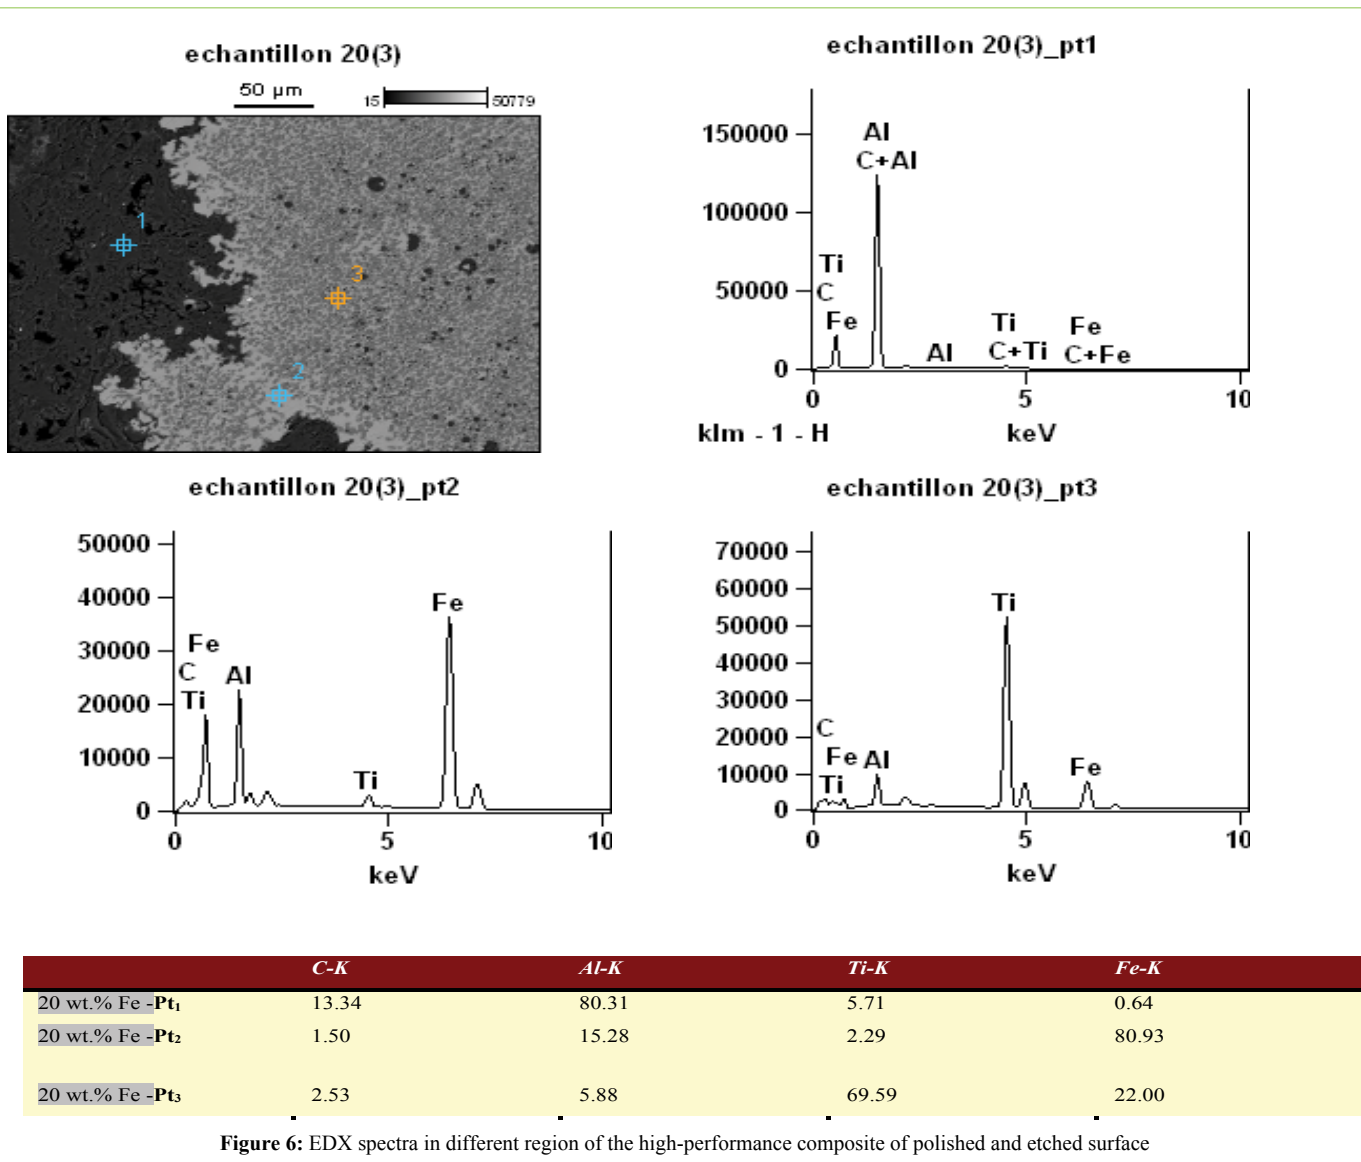 echantillon 20(3)
50 µm
15 50779
1
2
3
echantillon 20(3)_pt1
150000
100000
50000
0
Al
C+Al
Ti
C
Fe
Al
Ti
C+Ti
Fe
C+Fe
0 5 10
klm - 1 - H keV
echantillon 20(3)_pt2
50000
40000
30000
20000
10000
0
Fe
C
Ti
Al
Ti
Fe
0 5 10
keV
echantillon 20(3)_pt3
70000
60000
50000
40000
30000
20000
10000
0
C
Fe
Ti
Al
Ti
Fe
0 5 10
keV
C-K Al-K Ti-K Fe-K
20 wt.% Fe -Pt₁ 13.34 80.31 5.71 0.64
20 wt.% Fe -Pt₂ 1.50 15.28 2.29 80.93
20 wt.% Fe -Pt₃ 2.53 5.88 69.59 22.00
Figure 6: EDX spectra in different region of the high-performance composite of polished and etched surface